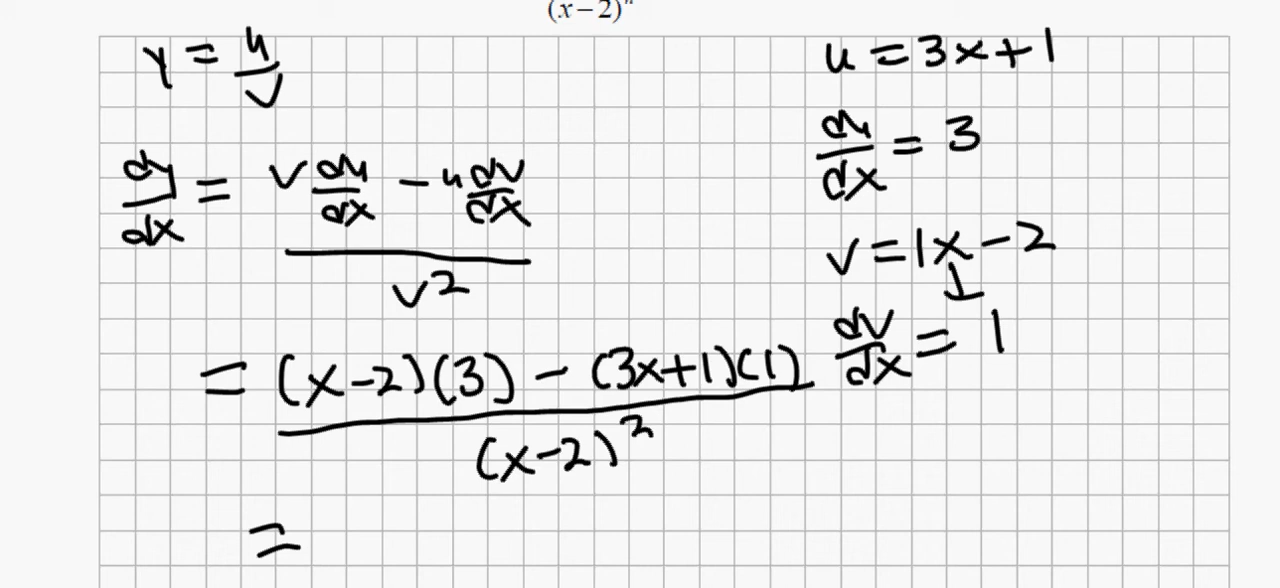 (x−2)ⁿ
y = u/v
dy/dx = (v du/dx − u dv/dx)/v²
= ((x−2)(3) − (3x+1)(1))/(x−2)²
=
u = 3x+1
du/dx = 3
v = 1x−2
dv/dx = 1